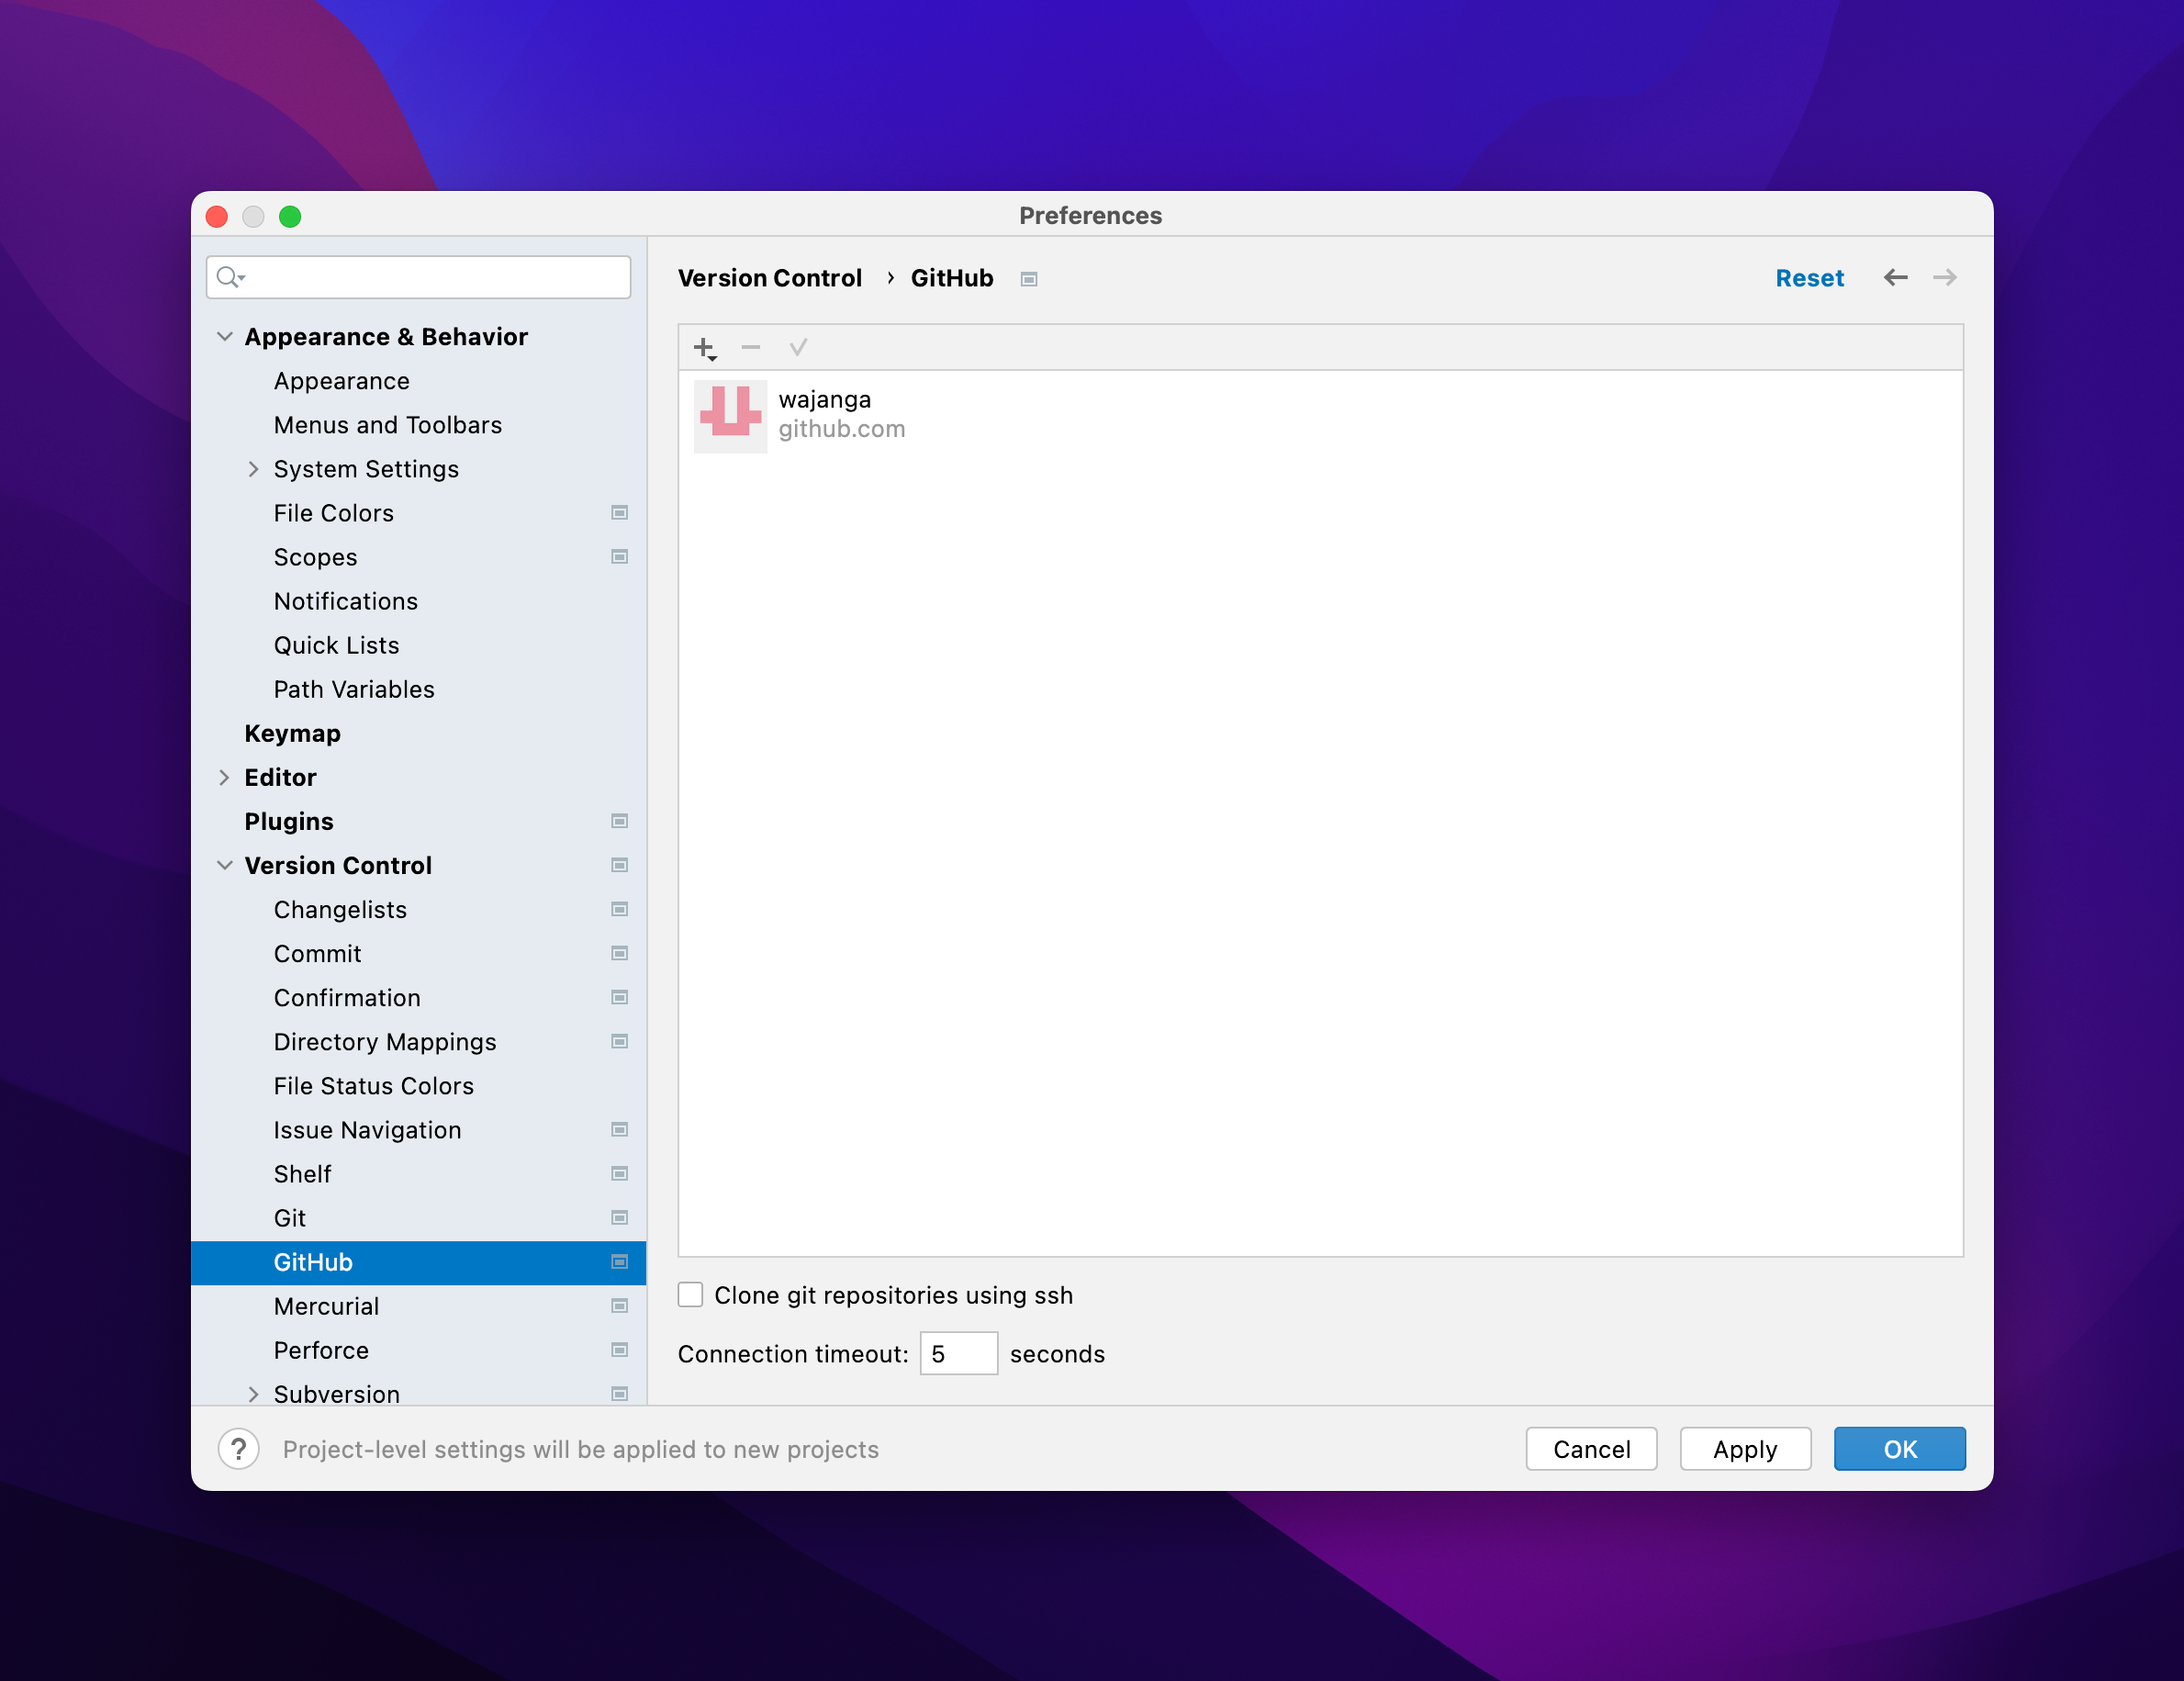 Preferences
Appearance & Behavior
Appearance
Menus and Toolbars
System Settings
File Colors
Scopes
Notifications
Quick Lists
Path Variables
Keymap
Editor
Plugins
Version Control
Changelists
Commit
Confirmation
Directory Mappings
File Status Colors
Issue Navigation
Shelf
Git
GitHub
Mercurial
Perforce
Subversion
Version Control › GitHub
Reset
wajanga
github.com
Clone git repositories using ssh
Connection timeout: 5 seconds
? Project-level settings will be applied to new projects
Cancel Apply OK